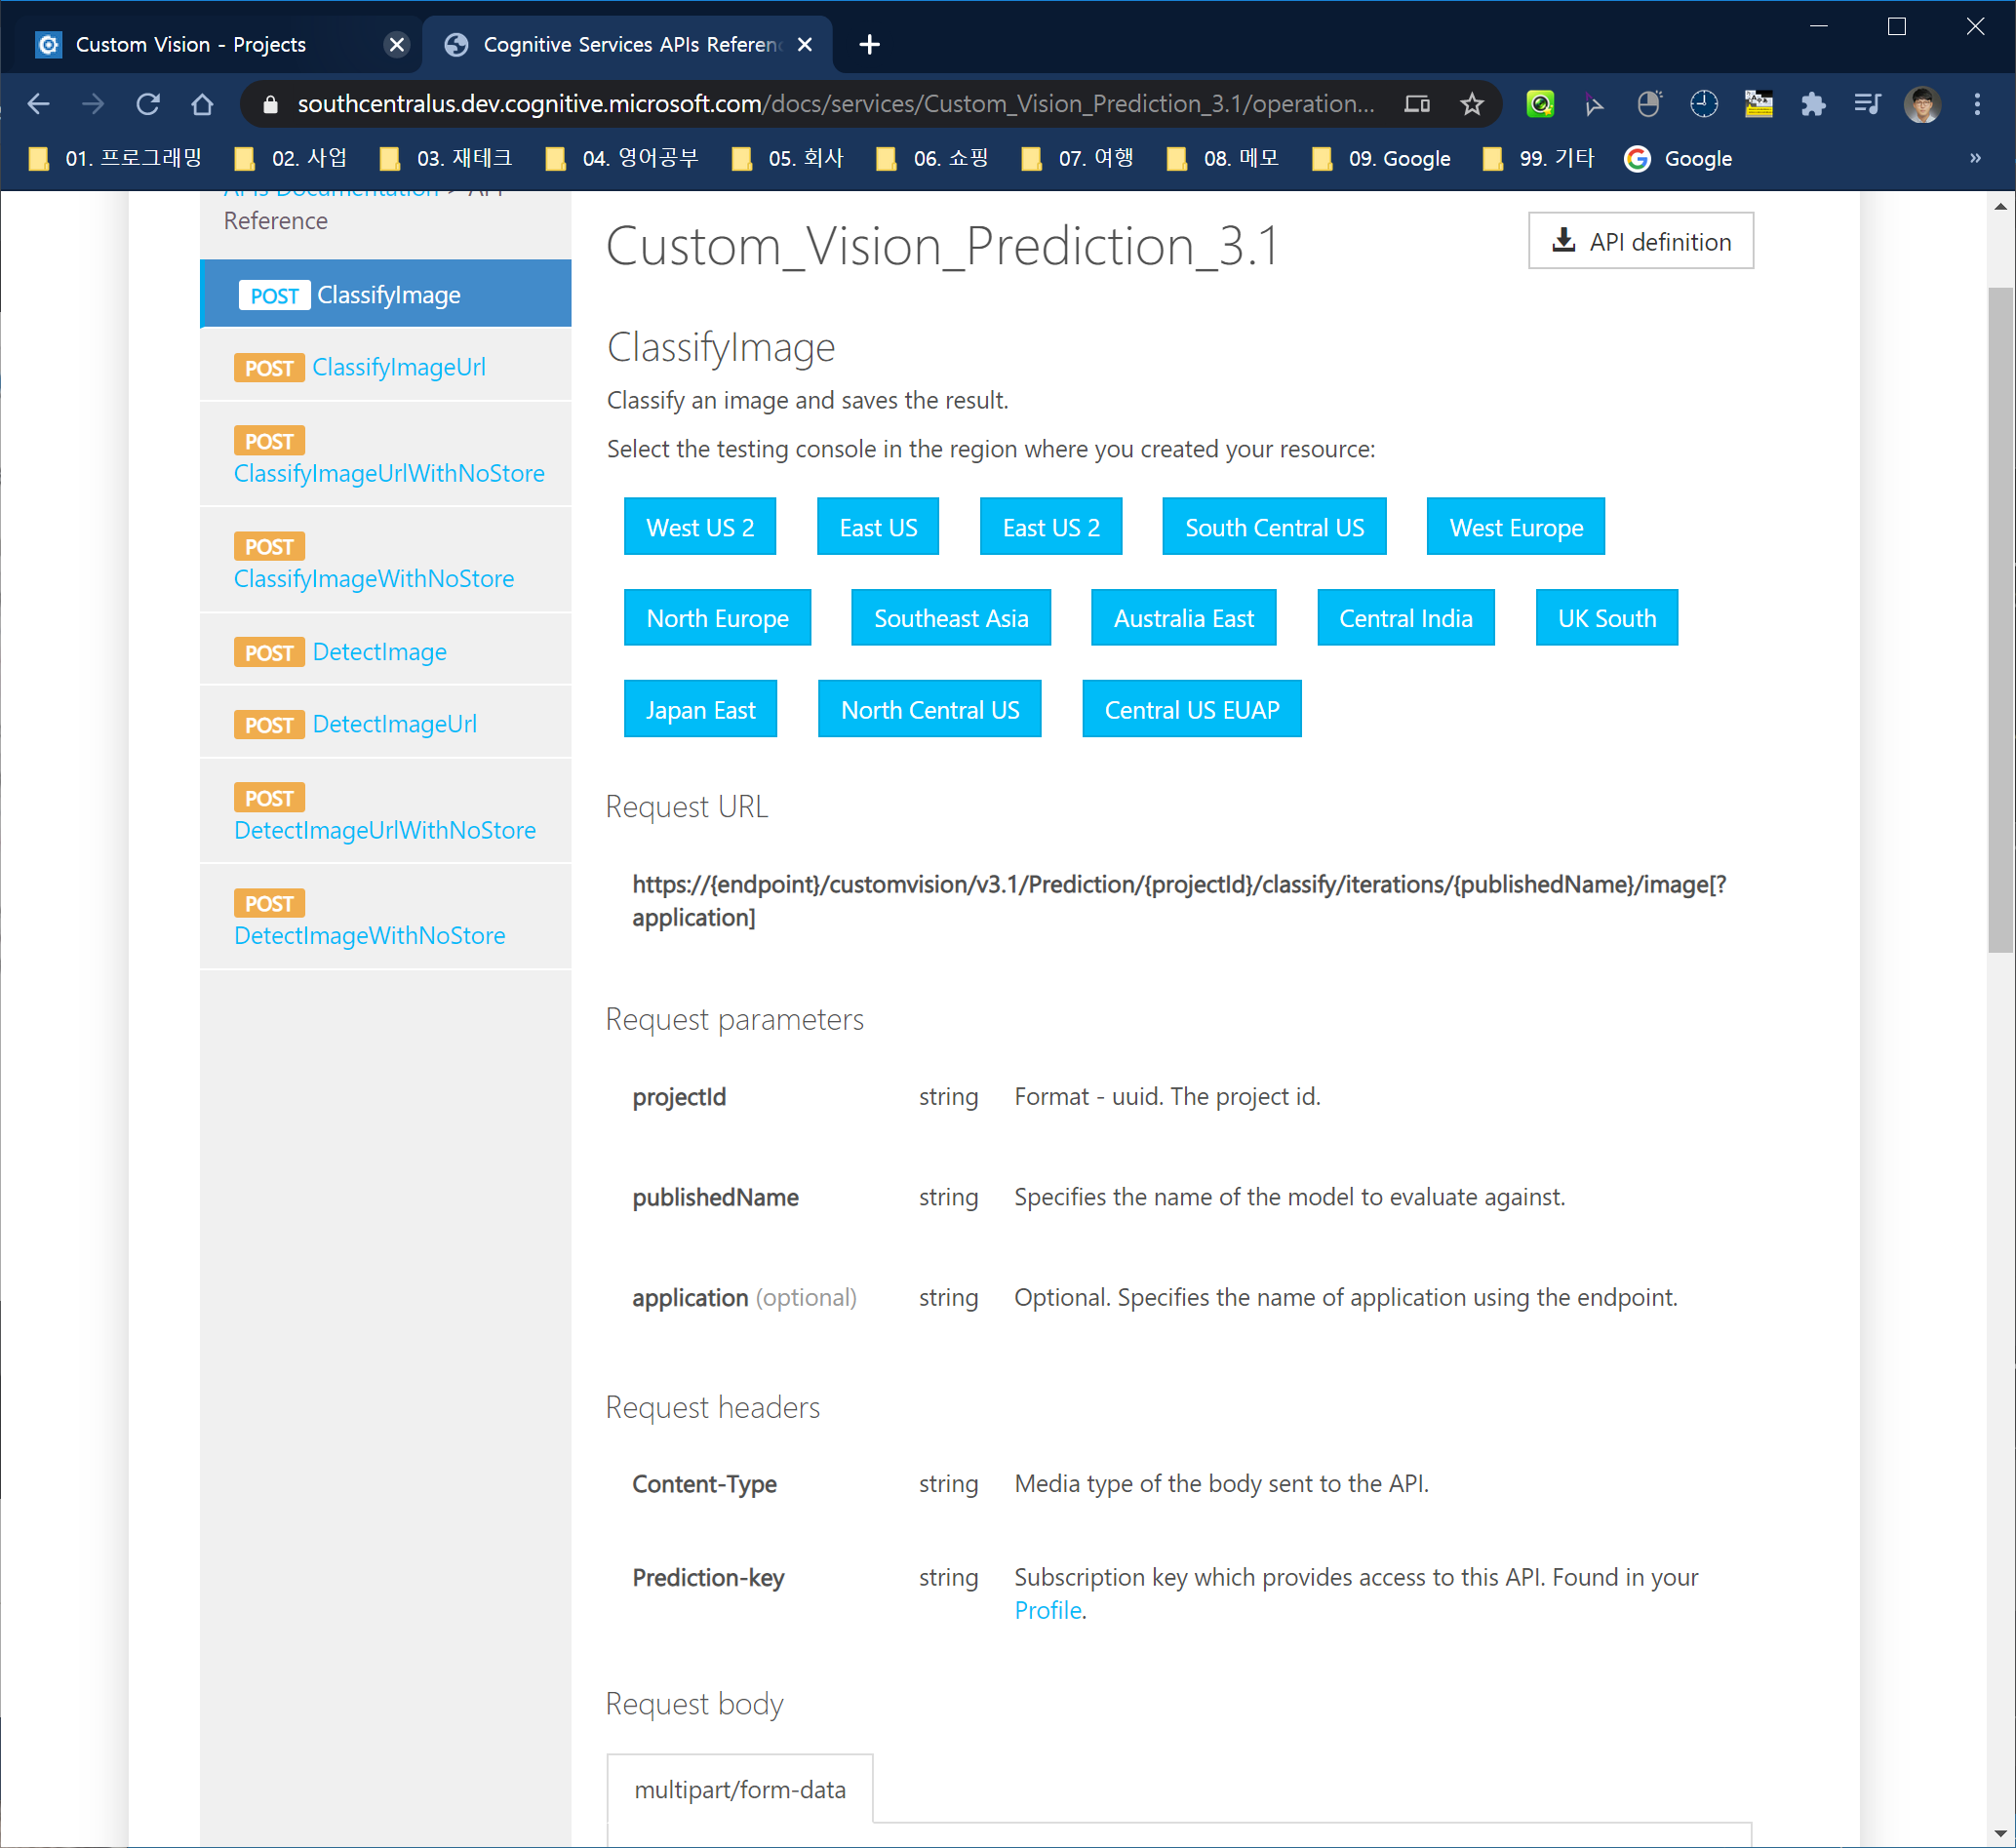 Custom Vision - Projects
Cognitive Services APIs Referen
southcentralus.dev.cognitive.microsoft.com/docs/services/Custom_Vision_Prediction_3.1/operation...
01. 프로그래밍
02. 사업
03. 재테크
04. 영어공부
05. 회사
06. 쇼핑
07. 여행
08. 메모
09. Google
99. 기타
Google
»
APIs Documentation > API
Reference
POST ClassifyImage
POST ClassifyImageUrl
POST
ClassifyImageUrlWithNoStore
POST
ClassifyImageWithNoStore
POST DetectImage
POST DetectImageUrl
POST
DetectImageUrlWithNoStore
POST
DetectImageWithNoStore
Custom_Vision_Prediction_3.1
API definition
ClassifyImage
Classify an image and saves the result.
Select the testing console in the region where you created your resource:
West US 2
East US
East US 2
South Central US
West Europe
North Europe
Southeast Asia
Australia East
Central India
UK South
Japan East
North Central US
Central US EUAP
Request URL
https://{endpoint}/customvision/v3.1/Prediction/{projectId}/classify/iterations/{publishedName}/image[?
application]
Request parameters
projectId string Format - uuid. The project id.
publishedName string Specifies the name of the model to evaluate against.
application (optional) string Optional. Specifies the name of application using the endpoint.
Request headers
Content-Type string Media type of the body sent to the API.
Prediction-key string Subscription key which provides access to this API. Found in your
Profile.
Request body
multipart/form-data